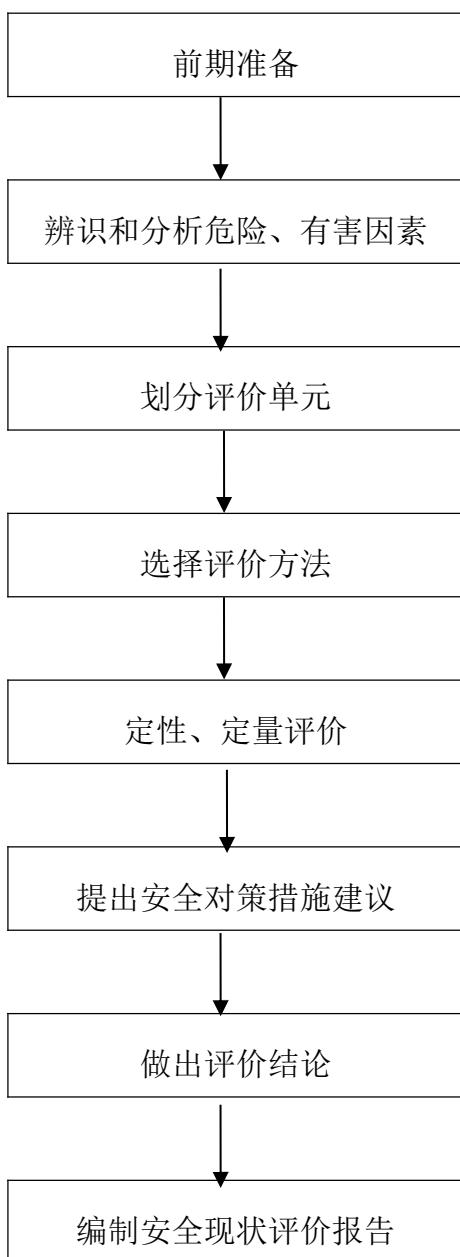 前期准备
辨识和分析危险、有害因素
划分评价单元
选择评价方法
定性、定量评价
提出安全对策措施建议
做出评价结论
编制安全现状评价报告